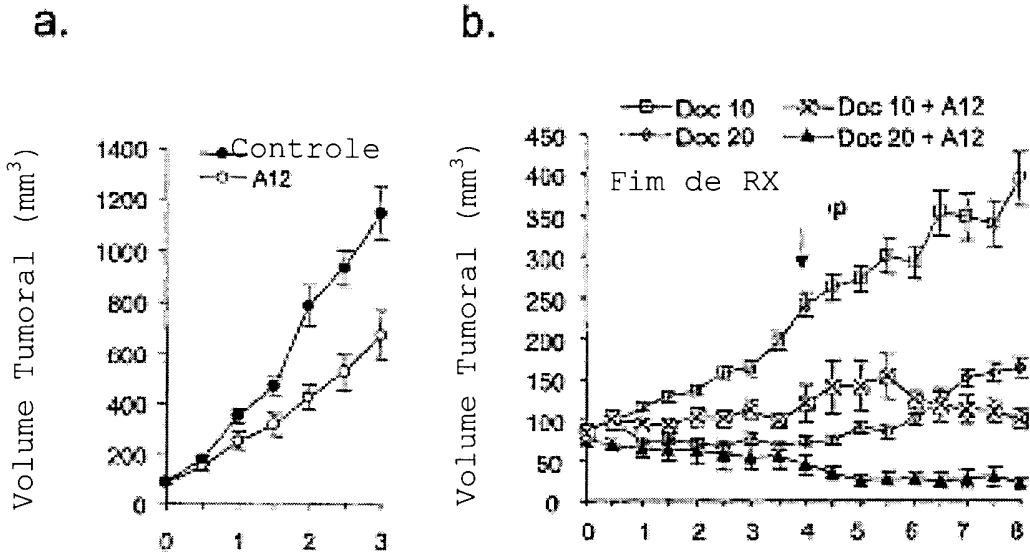 a.
Volume Tumoral (mm³)
1400
1200
1000
800
600
400
200
0
Controle
A12
0 1 2 3
b.
Doc 10 Doc 10 + A12
Doc 20 Doc 20 + A12
Volume Tumoral (mm³)
450
400
350
300
250
200
150
100
50
0
Fim de RX
φ
0 1 2 3 4 5 6 7 8